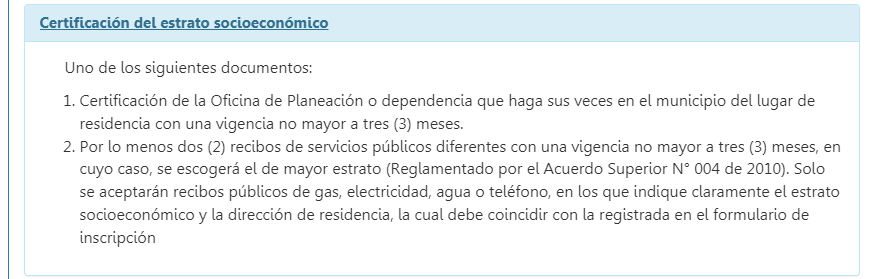 Certificación del estrato socioeconómico
Uno de los siguientes documentos:
1. Certificación de la Oficina de Planeación o dependencia que haga sus veces en el municipio del lugar de
residencia con una vigencia no mayor a tres (3) meses.
2. Por lo menos dos (2) recibos de servicios públicos diferentes con una vigencia no mayor a tres (3) meses, en
cuyo caso, se escogerá el de mayor estrato (Reglamentado por el Acuerdo Superior N° 004 de 2010). Solo
se aceptarán recibos públicos de gas, electricidad, agua o teléfono, en los que indique claramente el estrato
socioeconómico y la dirección de residencia, la cual debe coincidir con la registrada en el formulario de
inscripción